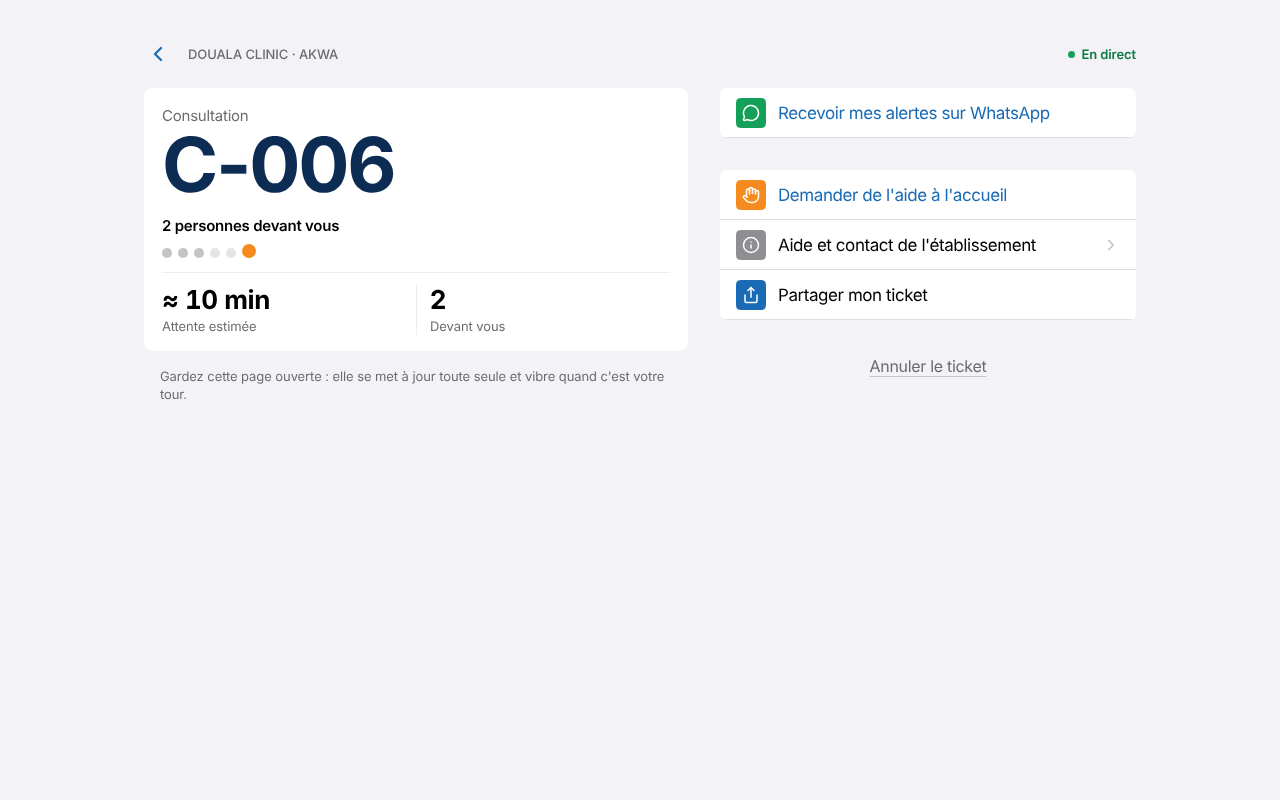 DOUALA CLINIC · AKWA
En direct
Consultation
C-006
2 personnes devant vous
≈ 10 min
Attente estimée
2
Devant vous
Gardez cette page ouverte : elle se met à jour toute seule et vibre quand c'est votre
tour.
Recevoir mes alertes sur WhatsApp
Demander de l'aide à l'accueil
Aide et contact de l'établissement
Partager mon ticket
Annuler le ticket